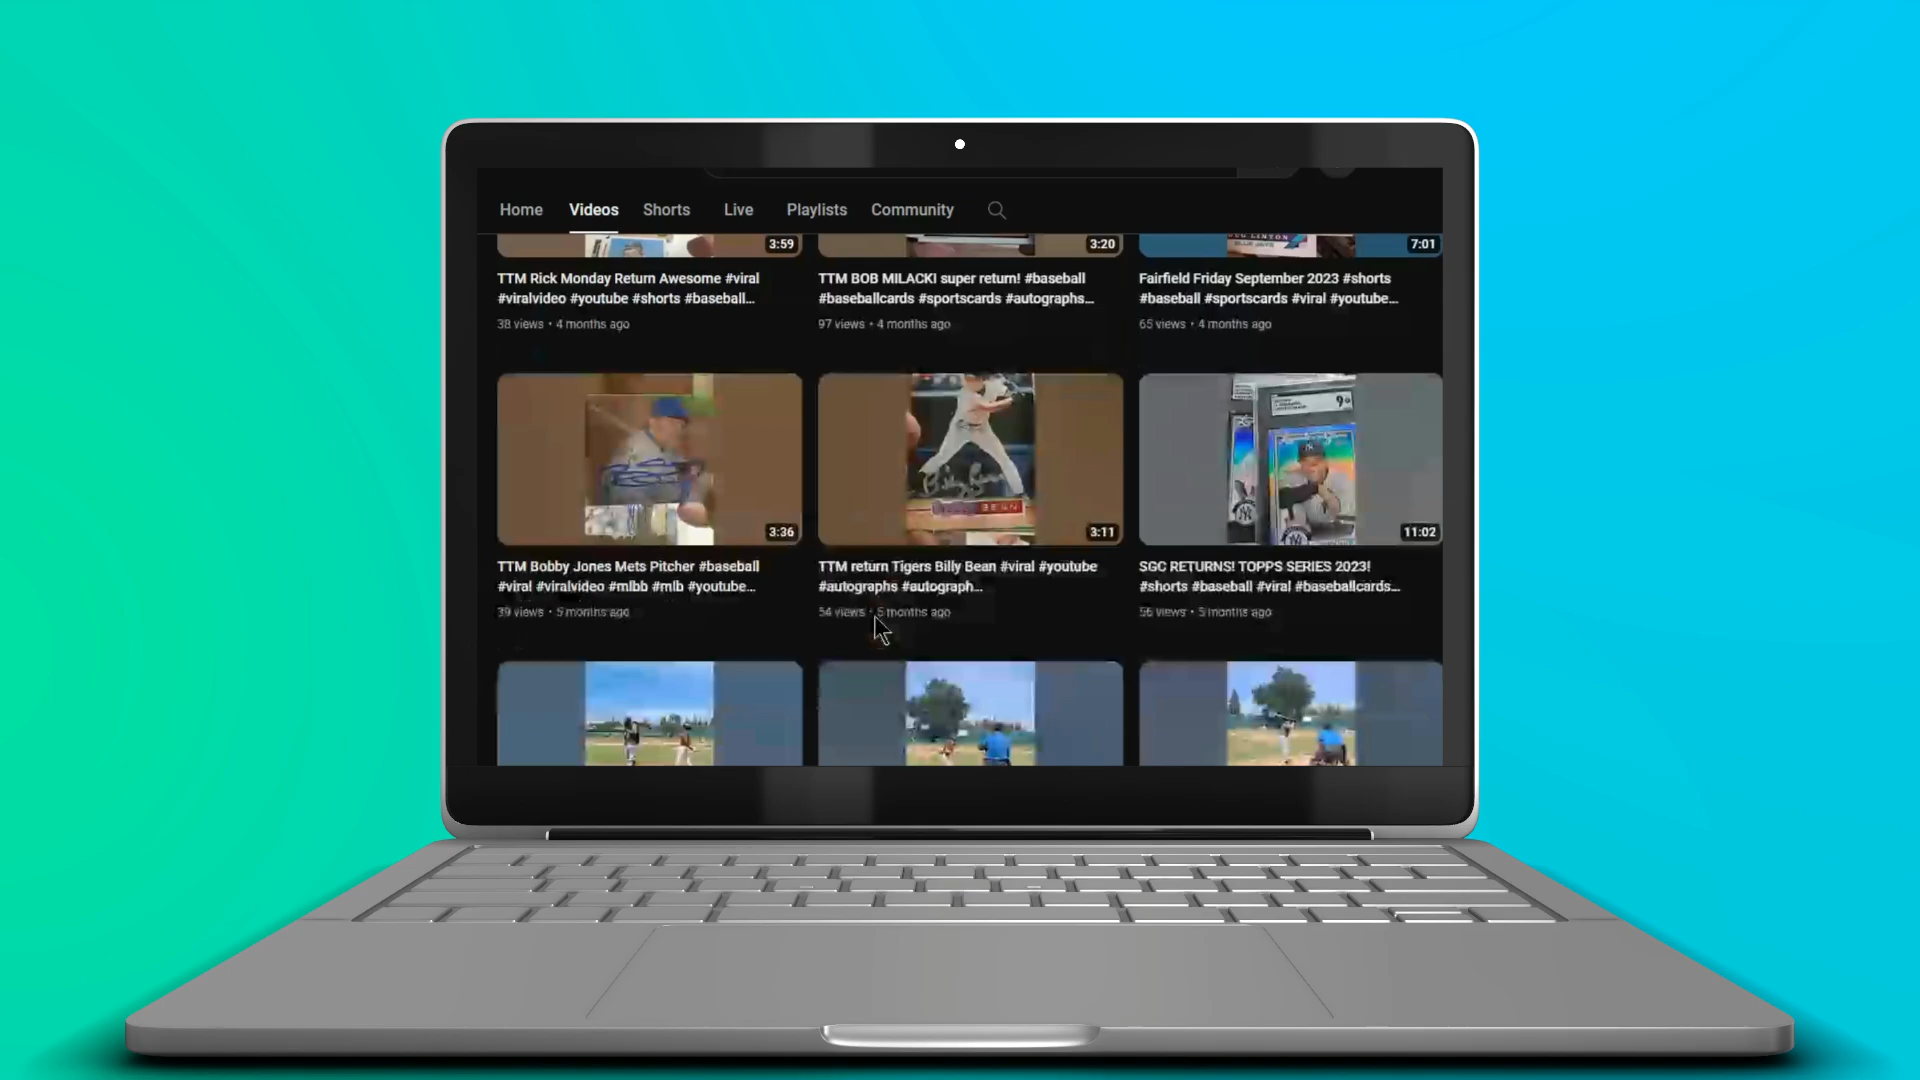 Home Videos Shorts Live Playlists Community
3:59 3:20 7:01
TTM Rick Monday Return Awesome #viral
#viralvideo #youtube #shorts #baseball...
38 views • 4 months ago
TTM BOB MILACKI super return! #baseball
#baseballcards #sportscards #autographs...
97 views • 4 months ago
Fairfield Friday September 2023 #shorts
#baseball #sportscards #viral #youtube...
65 views • 4 months ago
BEAN
9
3:36 3:11 11:02
TTM Bobby Jones Mets Pitcher #baseball
#viral #viralvideo #mlbb #mlb #youtube...
39 views • 5 months ago
TTM return Tigers Billy Bean #viral #youtube
#autographs #autograph...
54 views • 5 months ago
SGC RETURNS! TOPPS SERIES 2023!
#shorts #baseball #viral #baseballcards...
56 views • 5 months ago